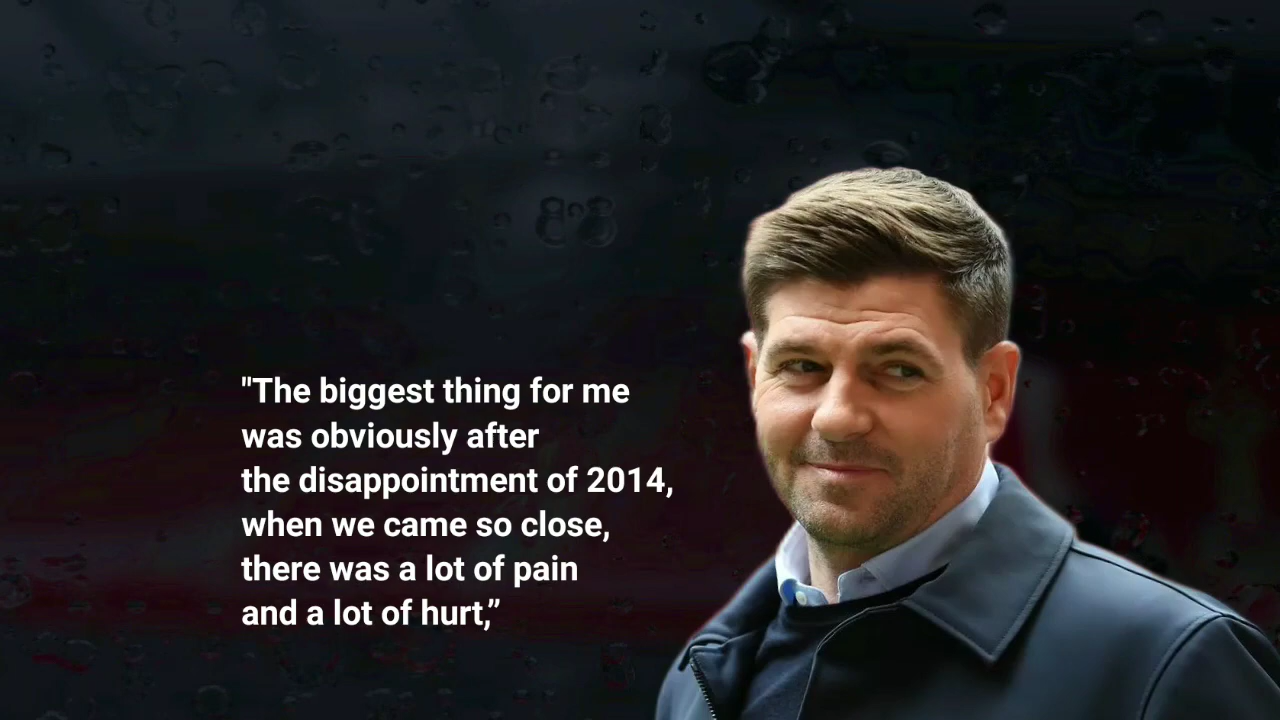 "The biggest thing for me
was obviously after
the disappointment of 2014,
when we came so close,
there was a lot of pain
and a lot of hurt,”